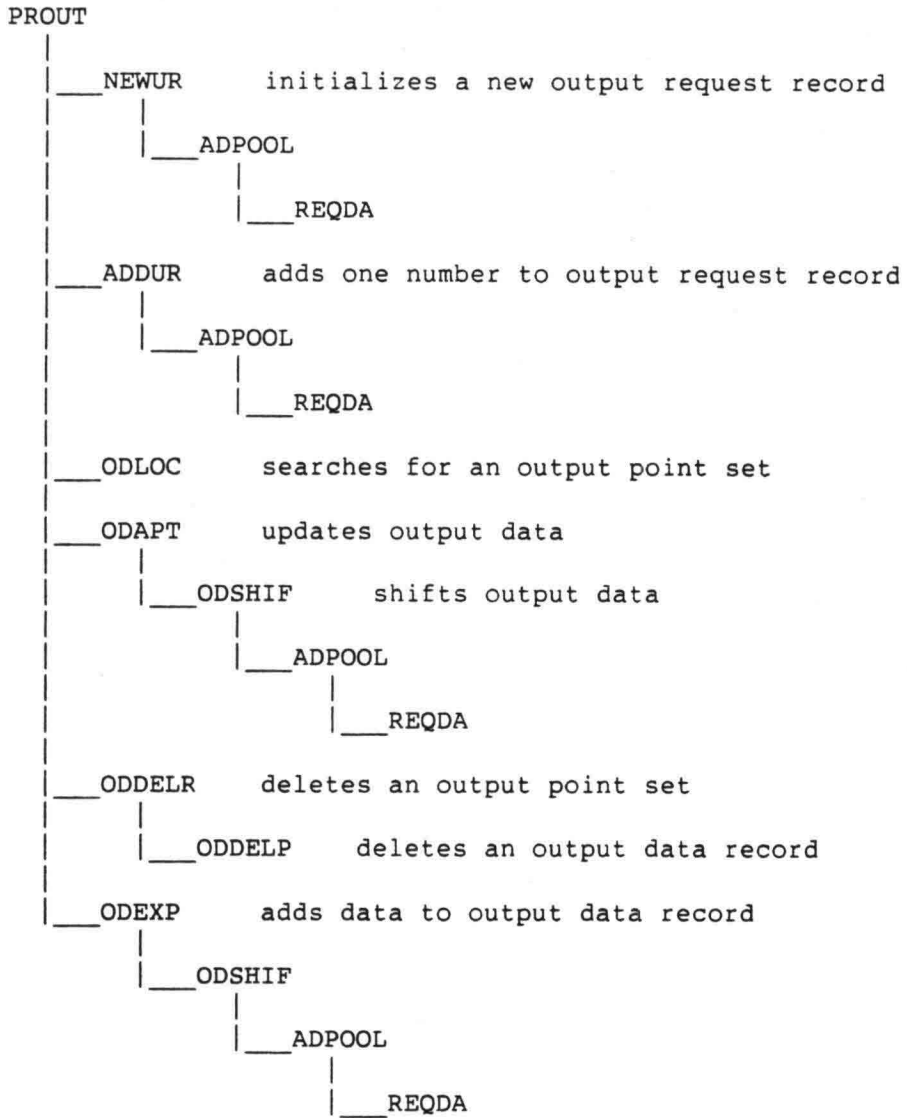 PROUT
NEWUR initializes a new output request record
ADPOOL
REQDA
ADDUR adds one number to output request record
ADPOOL
REQDA
ODLOC searches for an output point set
ODAPT updates output data
ODSHIF shifts output data
ADPOOL
REQDA
ODDELR deletes an output point set
ODDELP deletes an output data record
ODEXP adds data to output data record
ODSHIF
ADPOOL
REQDA